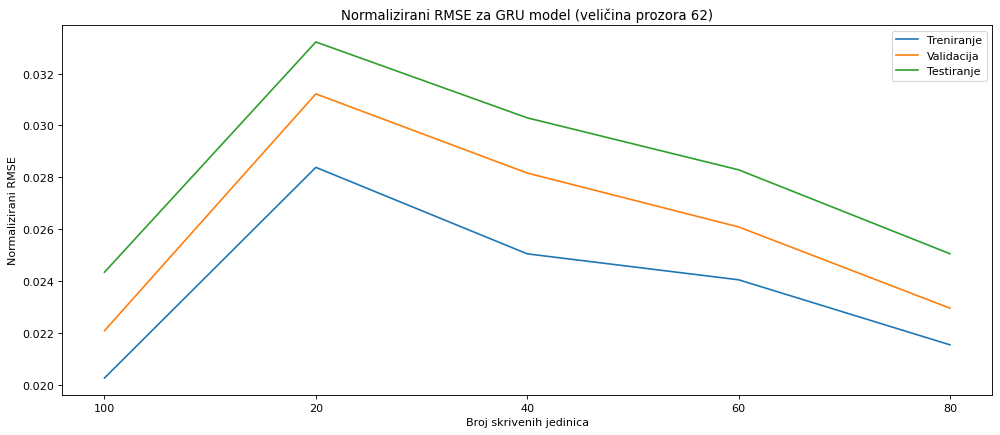 Normalizirani RMSE za GRU model (veličina prozora 62)
Treniranje
Validacija
Testiranje
Normalizirani RMSE
0.032
0.030
0.028
0.026
0.024
0.022
0.020
100 20 40 60 80
Broj skrivenih jedinica